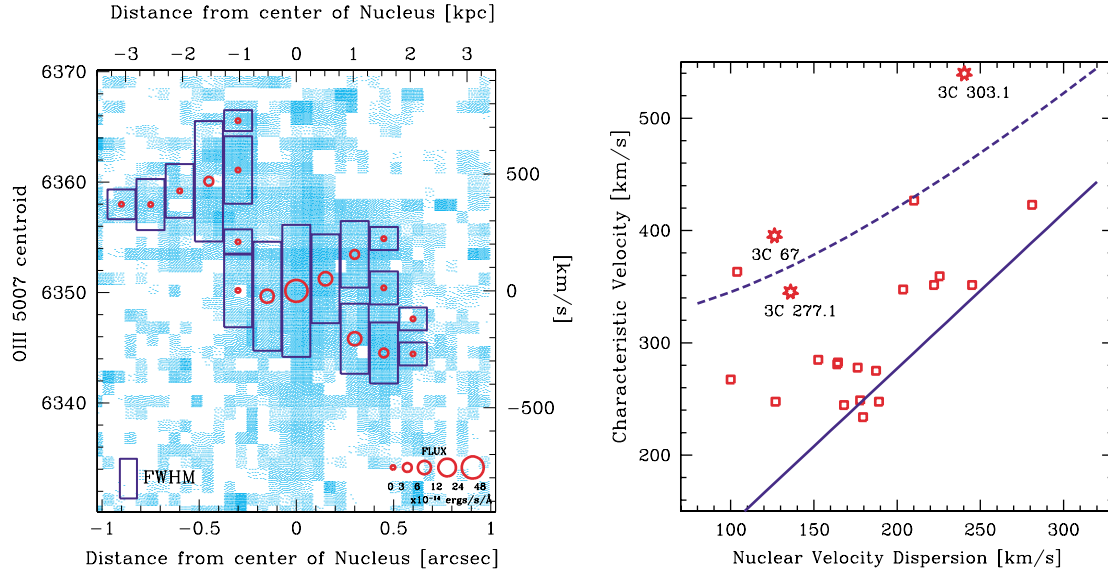 Distance from center of Nucleus [kpc]
−3 −2 −1 0 1 2 3
6370
6360
6350
6340
OIII 5007 centroid
500
0
−500
[km/s]
FWHM
FLUX
0 3 6 12 24 48
x10⁻¹⁴ ergs/s/Å
−1 −0.5 0 0.5 1
Distance from center of Nucleus [arcsec]
500
400
300
200
Characteristic Velocity [km/s]
3C 303.1
3C 67
3C 277.1
100 150 200 250 300
Nuclear Velocity Dispersion [km/s]